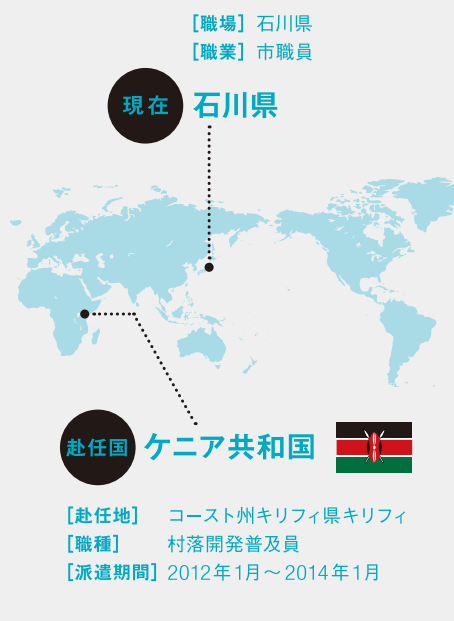 [職場] 石川県
[職業] 市職員
現在 石川県
赴任国 ケニア共和国
[赴任地] コースト州キリフィ県キリフィ
[職種] 村落開発普及員
[派遣期間] 2012年1月～2014年1月